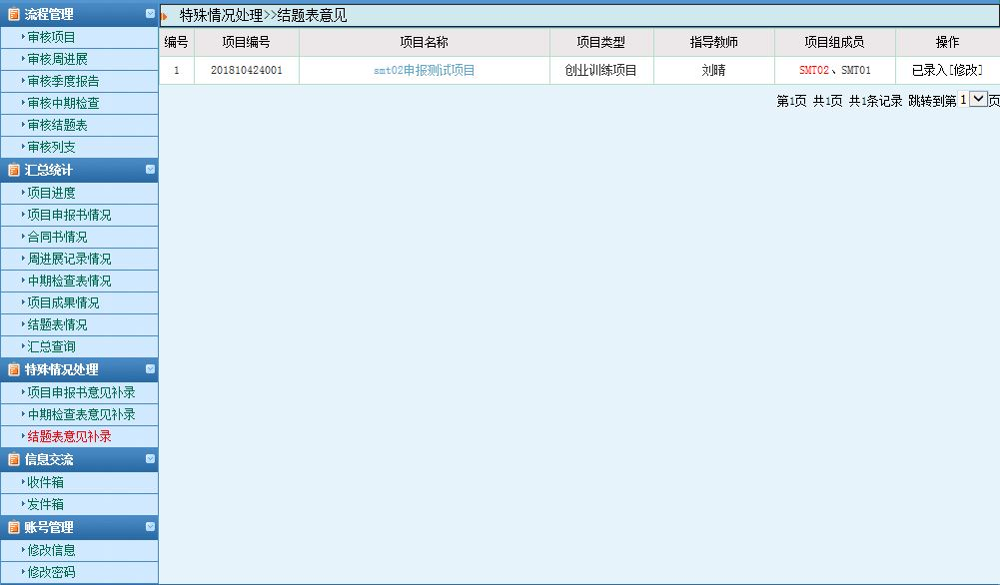 流程管理
审核项目
审核周进展
审核季度报告
审核中期检查
审核结题表
审核列支
汇总统计
项目进度
项目申报书情况
合同书情况
周进展记录情况
中期检查表情况
项目成果情况
结题表情况
汇总查询
特殊情况处理
项目申报书意见补录
中期检查表意见补录
结题表意见补录
信息交流
收件箱
发件箱
账号管理
修改信息
修改密码
特殊情况处理>>结题表意见
编号 项目编号 项目名称 项目类型 指导教师 项目组成员 操作
1 201810424001 smt02申报测试项目 创业训练项目 刘晴 SMT02、SMT01 已录入[修改]
第1页 共1页 共1条记录 跳转到第 1 页